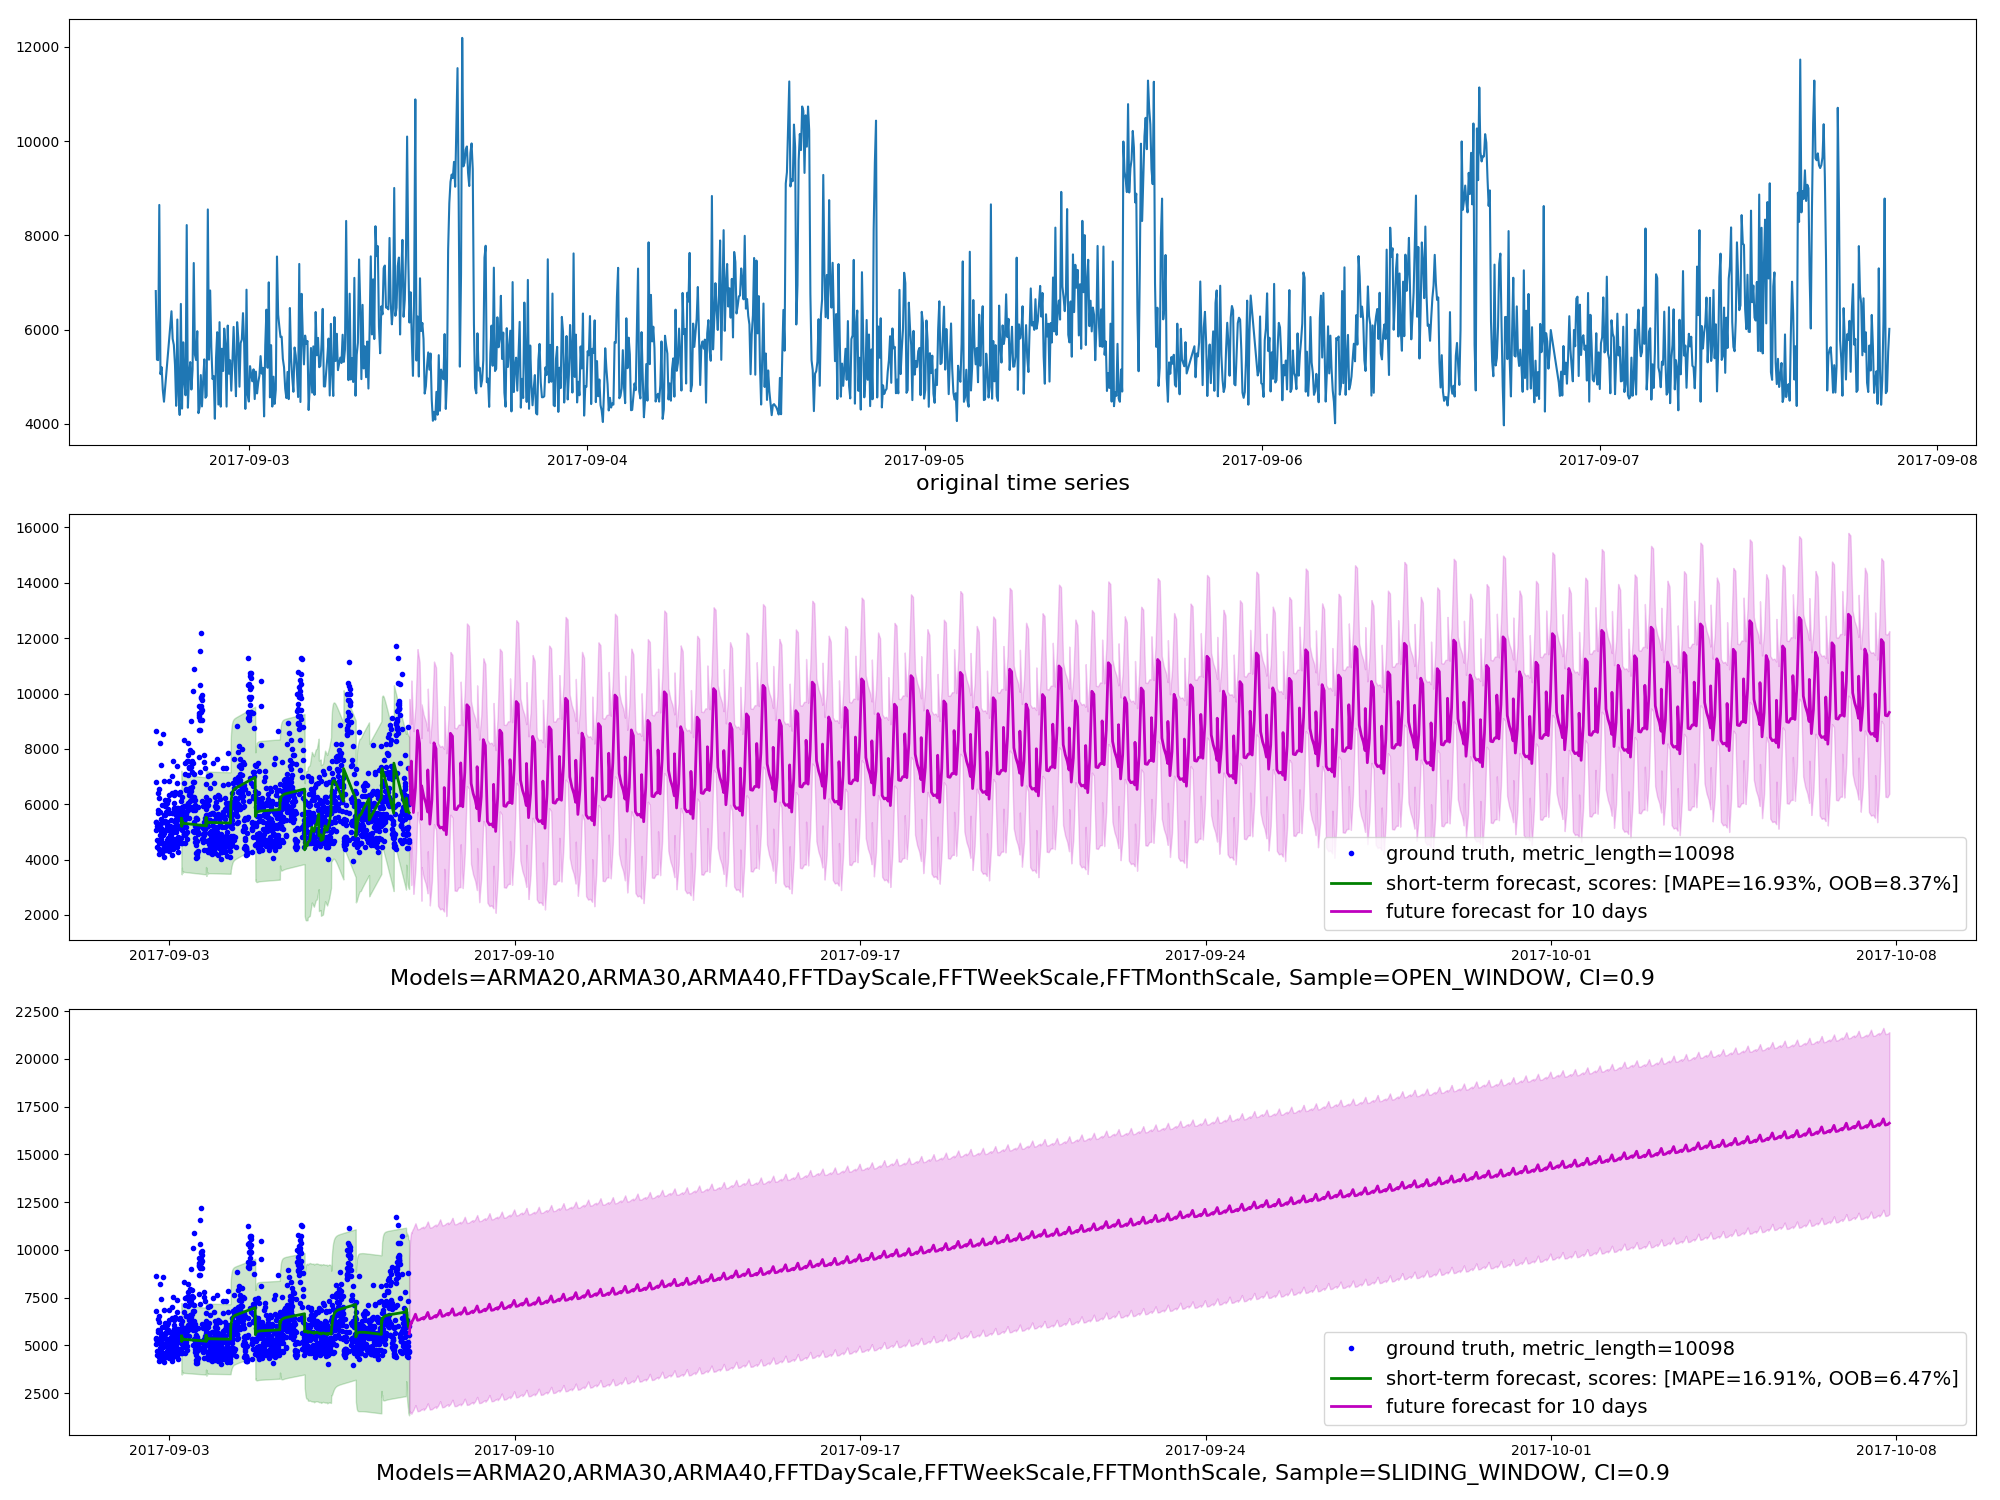 12000
10000
8000
6000
4000
2017-09-03 2017-09-04 2017-09-05 2017-09-06 2017-09-07 2017-09-08
original time series
16000
14000
12000
10000
8000
6000
4000
2000
ground truth, metric_length=10098
short-term forecast, scores: [MAPE=16.93%, OOB=8.37%]
future forecast for 10 days
2017-09-03 2017-09-10 2017-09-17 2017-09-24 2017-10-01 2017-10-08
Models=ARMA20,ARMA30,ARMA40,FFTDayScale,FFTWeekScale,FFTMonthScale, Sample=OPEN_WINDOW, CI=0.9
22500
20000
17500
15000
12500
10000
7500
5000
2500
ground truth, metric_length=10098
short-term forecast, scores: [MAPE=16.91%, OOB=6.47%]
future forecast for 10 days
2017-09-03 2017-09-10 2017-09-17 2017-09-24 2017-10-01 2017-10-08
Models=ARMA20,ARMA30,ARMA40,FFTDayScale,FFTWeekScale,FFTMonthScale, Sample=SLIDING_WINDOW, CI=0.9